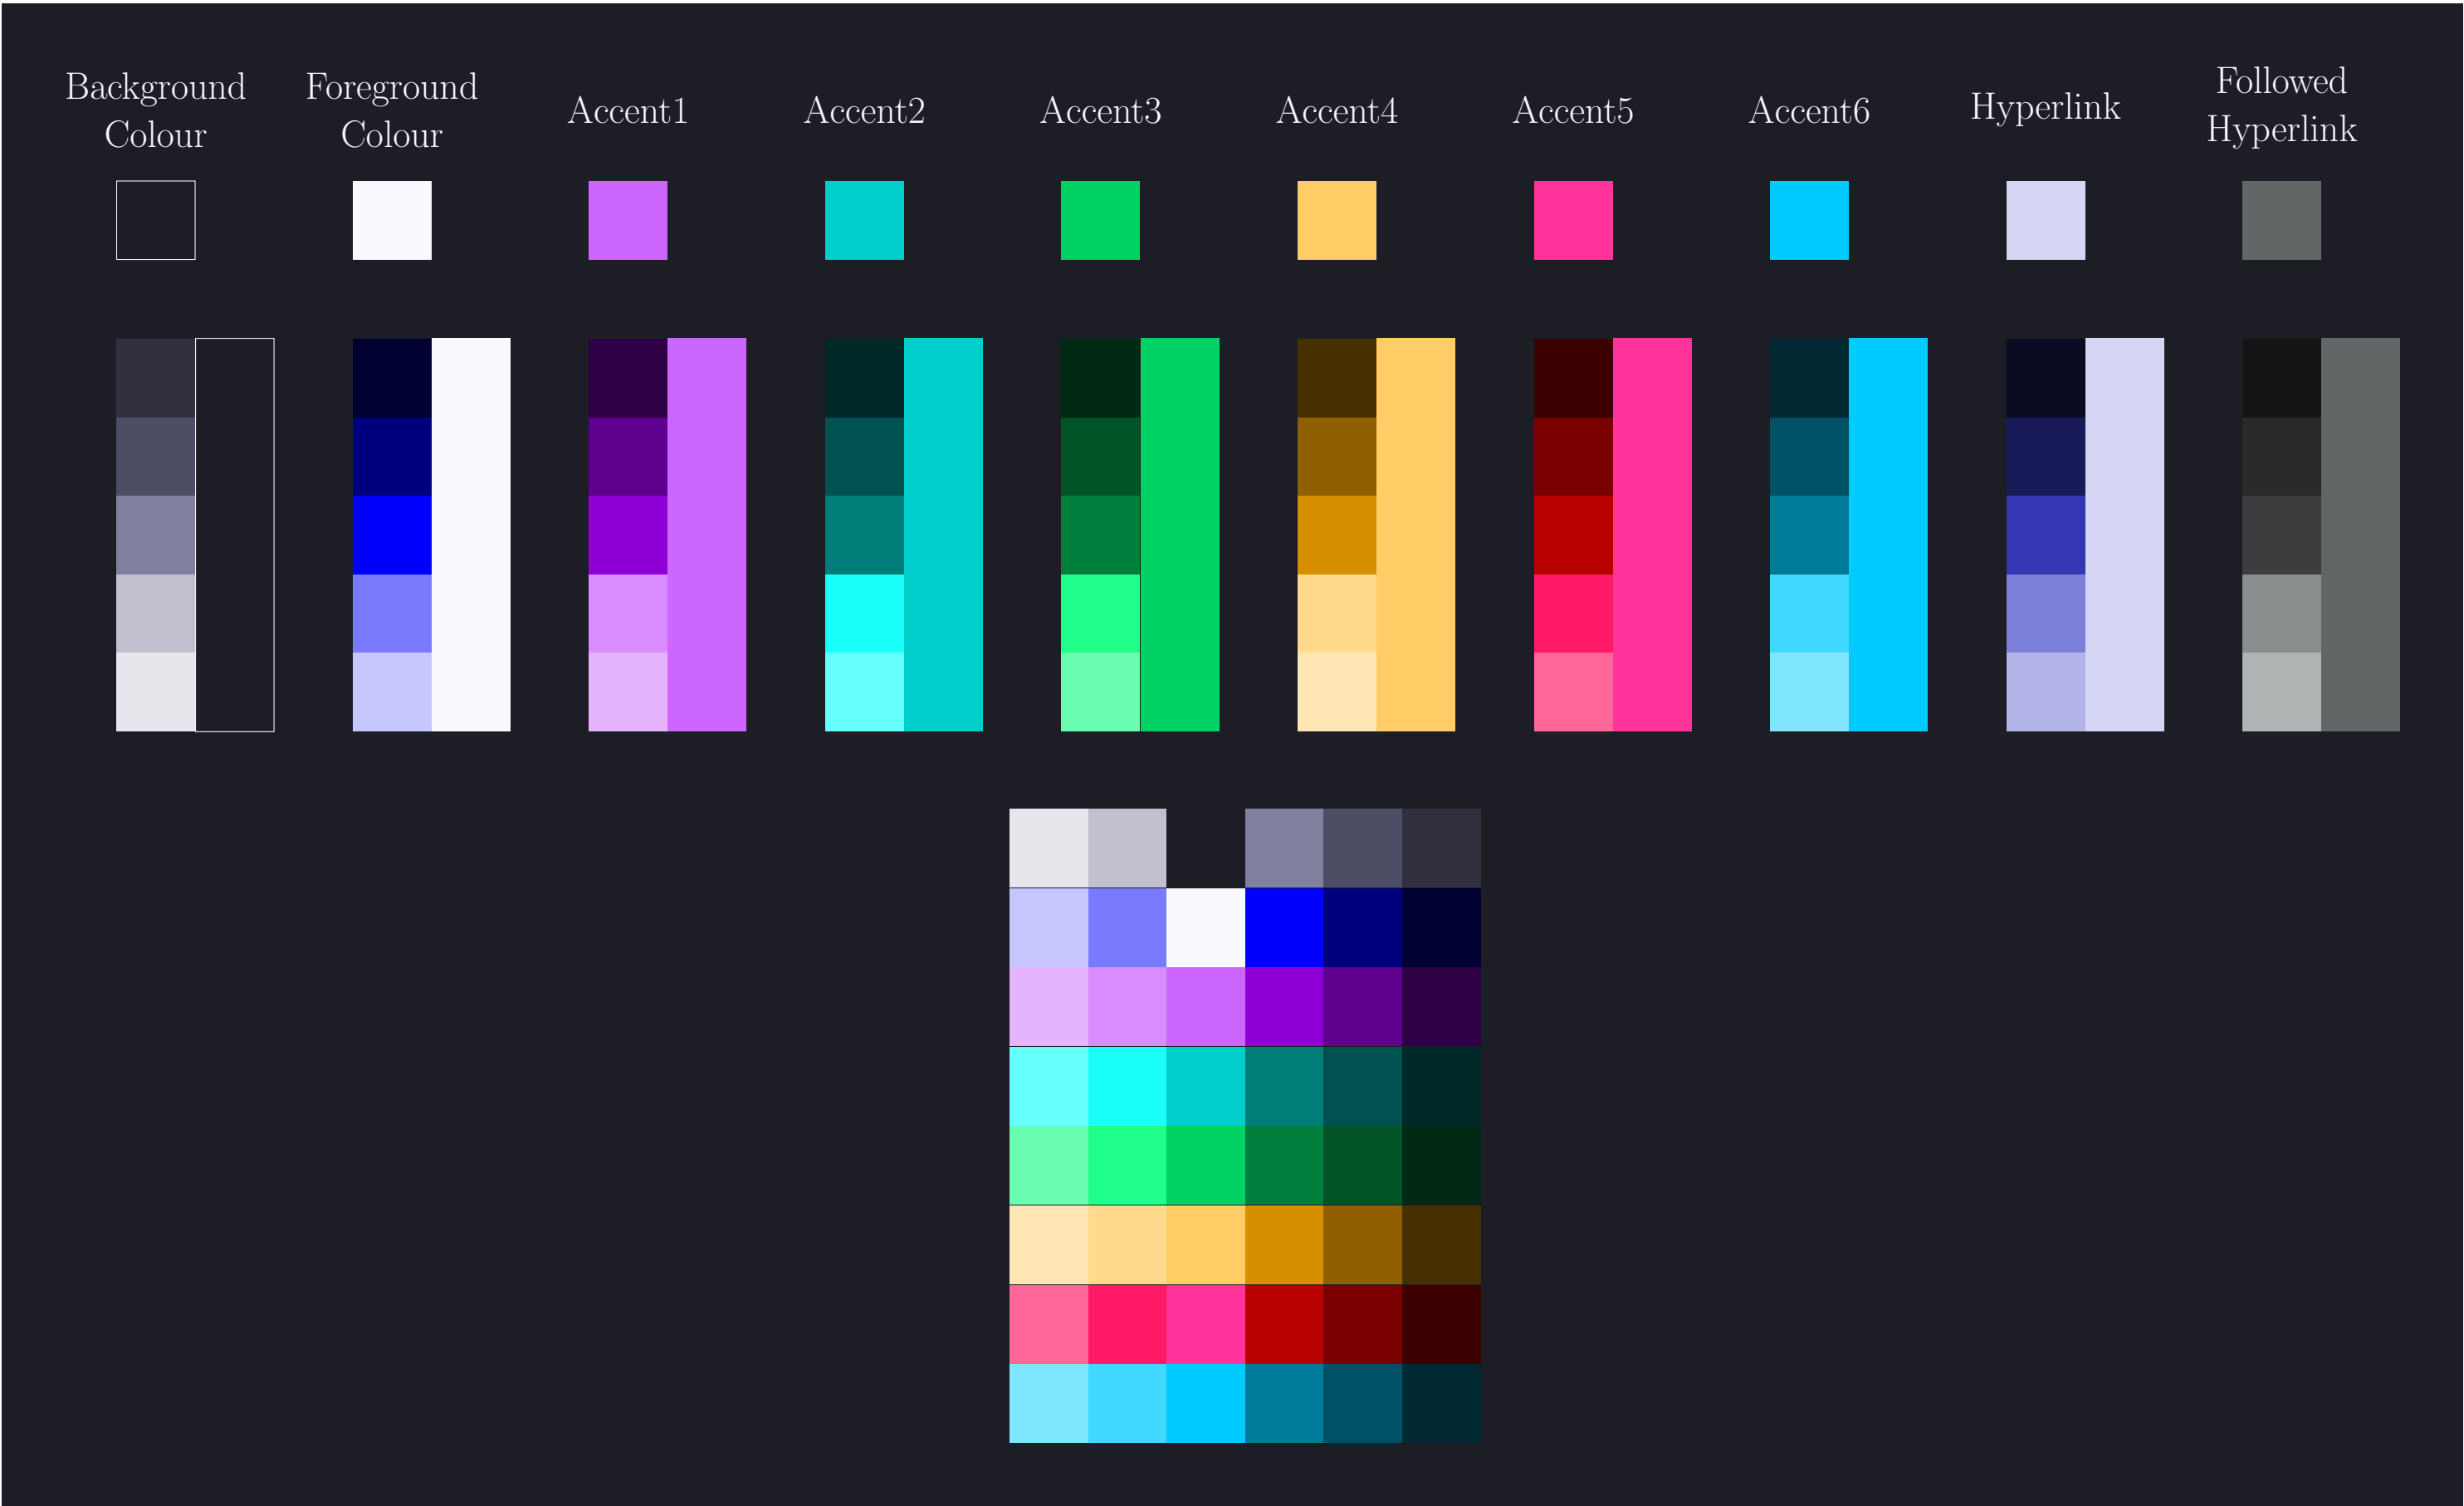 Background
Colour
Foreground
Colour
Accent1
Accent2
Accent3
Accent4
Accent5
Accent6
Hyperlink
Followed
Hyperlink